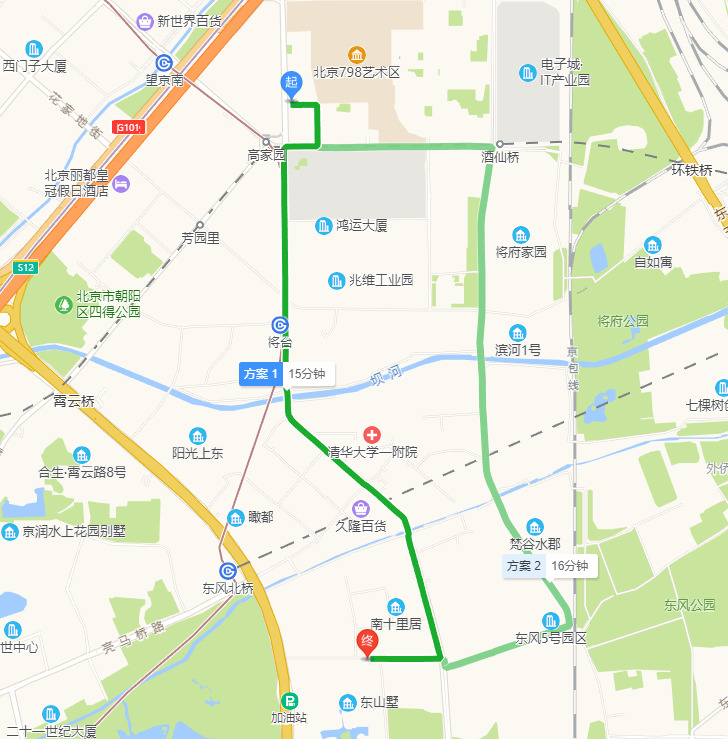 新世界百货
西门子大厦
望京南
北京798艺术区
电子城·
IT产业园
起
花家地街
G101
高家园
酒仙桥
环铁桥
北京丽都皇
冠假日酒店
东
芳园里
鸿运大厦
将府家园
自如寓
S12
兆维工业园
北京市朝阳
区四得公园
将府公园
将台
滨河1号
京包线
方案 1 15分钟
坝河
霄云桥
七棵树创
阳光上东
清华大学一附院
合生·霄云路8号
外侨
瞰都
久隆百货
京润水上花园别墅
梵谷水郡
方案 2 16分钟
东风北桥
南十里居
东风公园
亮马桥路
终
东风5号园区
世中心
东山墅
加油站
二十一世纪大厦
东